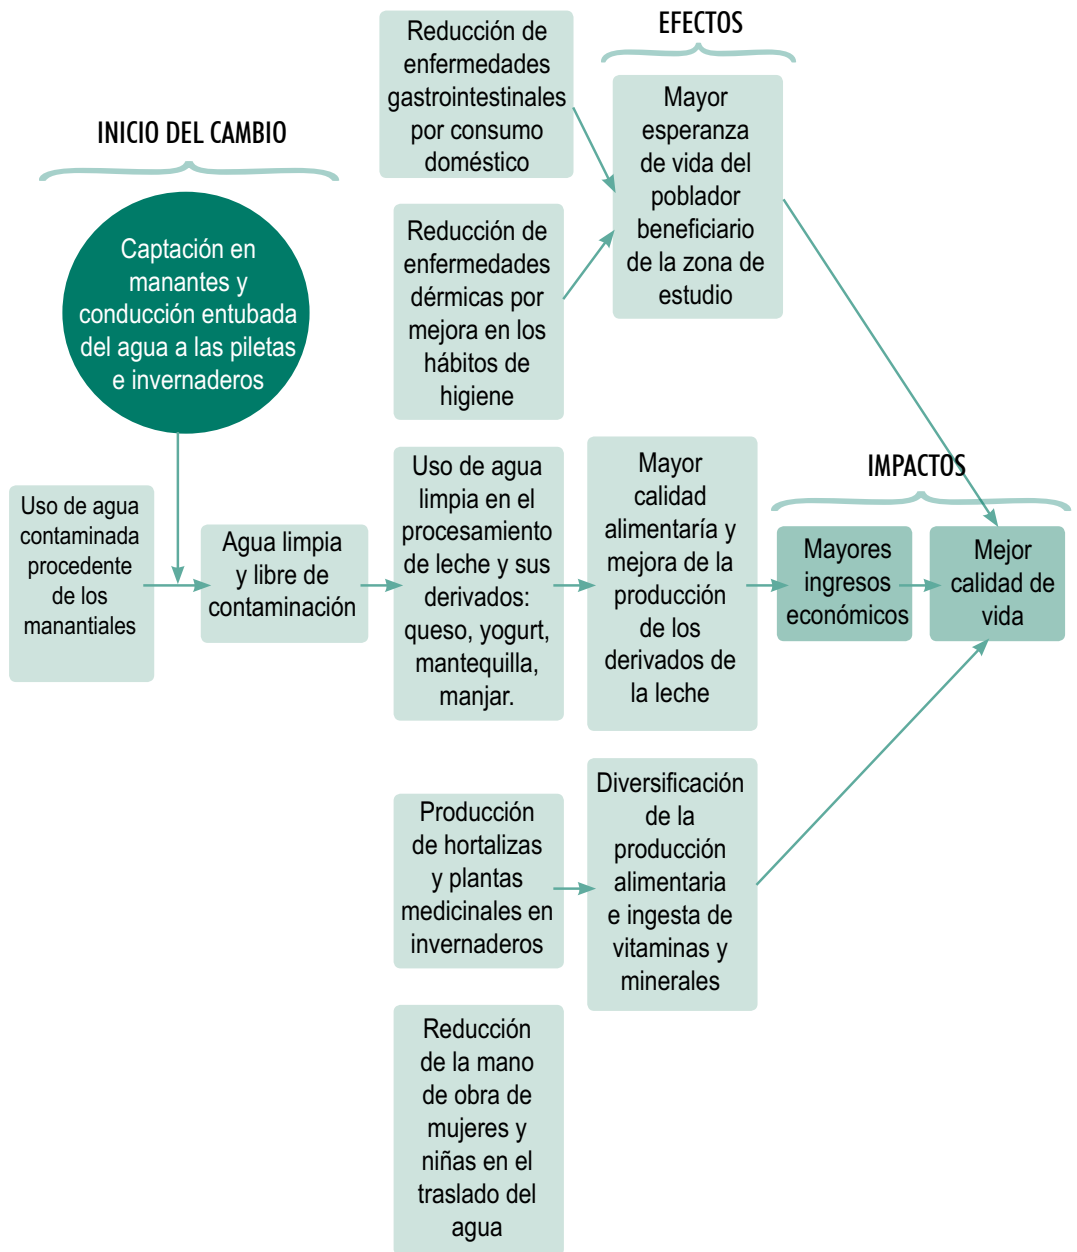 INICIO DEL CAMBIO
Captación en
manantes y
conducción entubada
del agua a las piletas
e invernaderos
Uso de agua
contaminada
procedente
de los
manantiales
Agua limpia
y libre de
contaminación
Reducción de
enfermedades
gastrointestinales
por consumo
doméstico
Reducción de
enfermedades
dérmicas por
mejora en los
hábitos de
higiene
Uso de agua
limpia en el
procesamiento
de leche y sus
derivados:
queso, yogurt,
mantequilla,
manjar.
Producción
de hortalizas
y plantas
medicinales en
invernaderos
Reducción
de la mano
de obra de
mujeres y
niñas en el
traslado del
agua
EFECTOS
Mayor
esperanza
de vida del
poblador
beneficiario
de la zona de
estudio
Mayor
calidad
alimentaría y
mejora de la
producción
de los
derivados de
la leche
Diversificación
de la
producción
alimentaria
e ingesta de
vitaminas y
minerales
IMPACTOS
Mayores
ingresos
económicos
Mejor
calidad de
vida